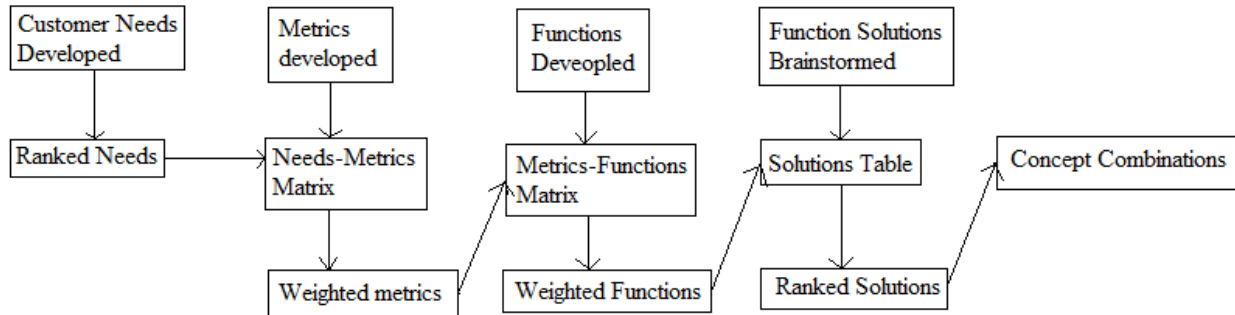 Customer Needs
Developed
Metrics
developed
Functions
Deveopled
Function Solutions
Brainstormed
Ranked Needs
Needs-Metrics
Matrix
Metrics-Functions
Matrix
Solutions Table
Concept Combinations
Weighted metrics
Weighted Functions
Ranked Solutions